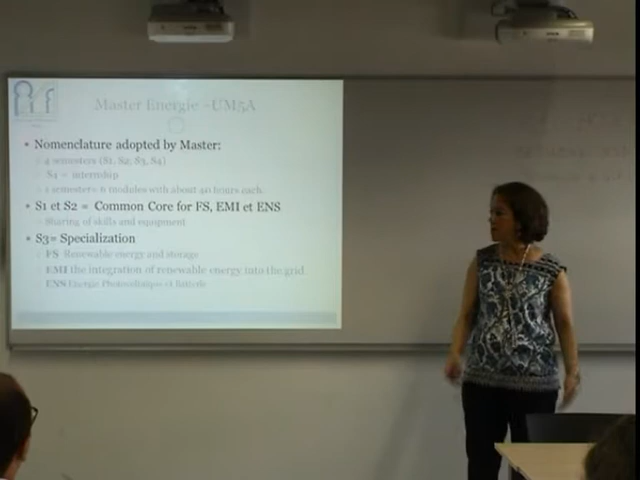 Master Energie -UM5A
• Nomenclature adopted by Master:
4 semesters (S1, S2, S3, S4)
S4 = internship
1 semester= 6 modules with about 40 hours each.
• S1 et S2 = Common Core for FS, EMI et ENS
Sharing of skills and equipment
• S3= Specialization
FS Renewable energy and storage
EMI the integration of renewable energy into the grid
ENS Energie Photovoltaique